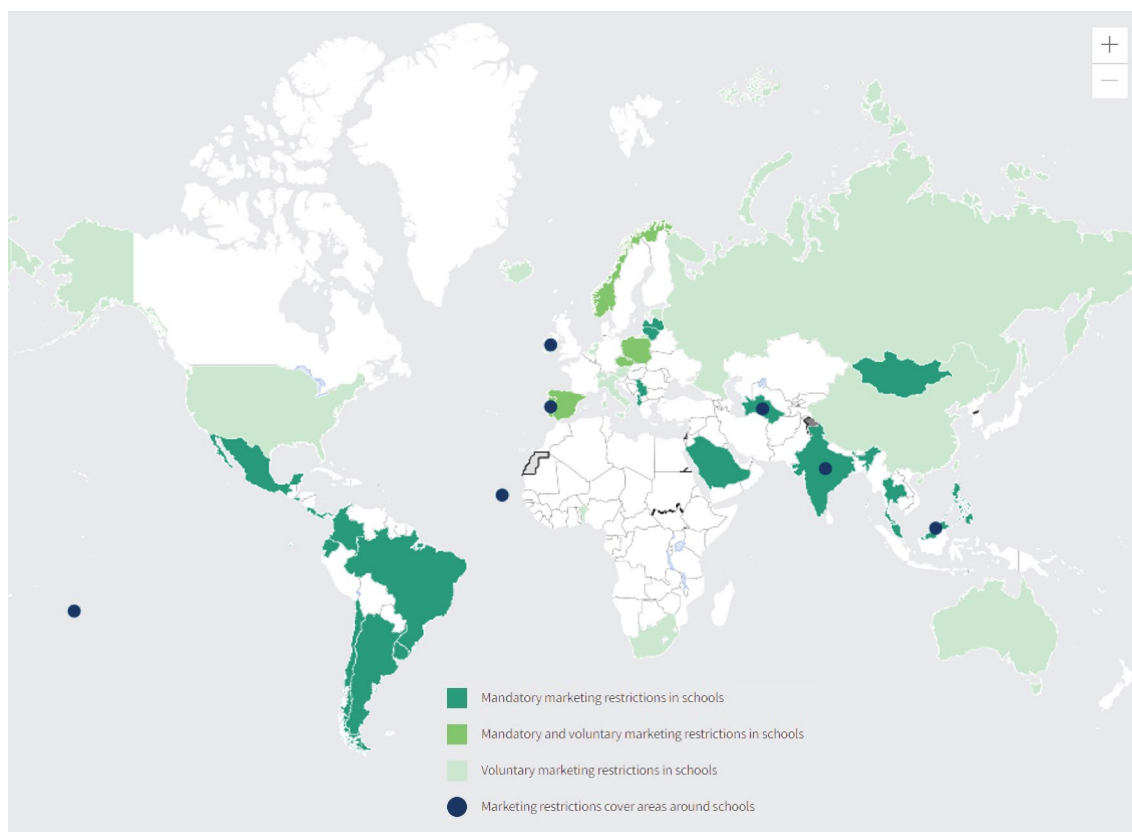 +
−
Mandatory marketing restrictions in schools
Mandatory and voluntary marketing restrictions in schools
Voluntary marketing restrictions in schools
Marketing restrictions cover areas around schools